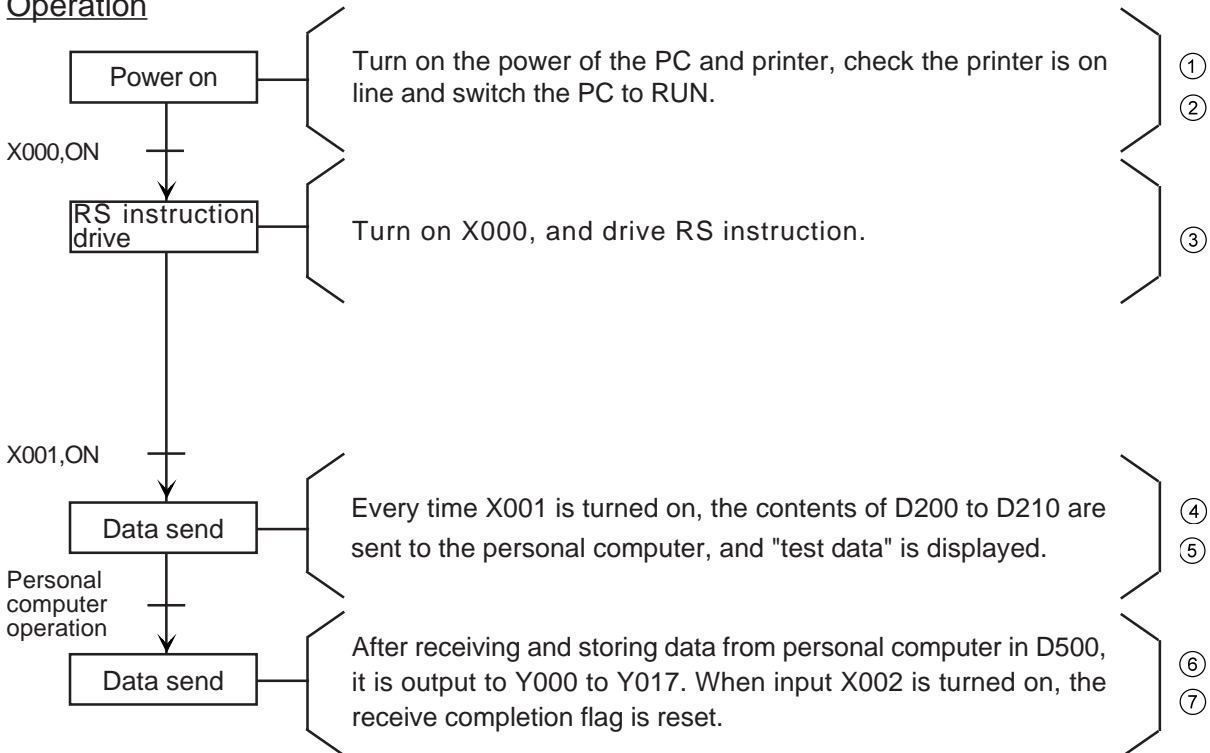 Operation
Power on
Turn on the power of the PC and printer, check the printer is on
line and switch the PC to RUN.
①
②
X000,ON
RS instruction
drive
Turn on X000, and drive RS instruction.
③
X001,ON
Data send
Every time X001 is turned on, the contents of D200 to D210 are
sent to the personal computer, and "test data" is displayed.
④
⑤
Personal
computer
operation
Data send
After receiving and storing data from personal computer in D500,
it is output to Y000 to Y017. When input X002 is turned on, the
receive completion flag is reset.
⑥
⑦